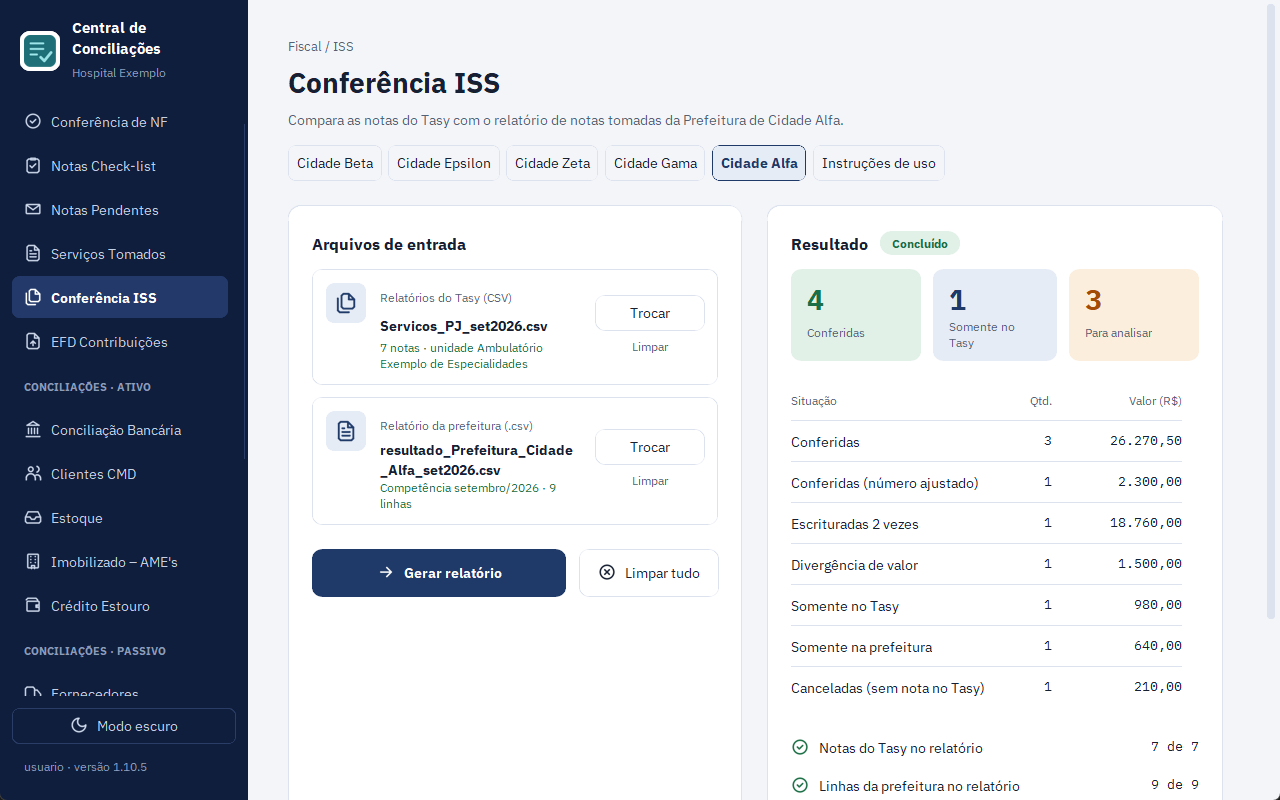 Central de
Conciliações
Hospital Exemplo
Conferência de NF
Notas Check-list
Notas Pendentes
Serviços Tomados
Conferência ISS
EFD Contribuições
CONCILIAÇÕES · ATIVO
Conciliação Bancária
Clientes CMD
Estoque
Imobilizado – AME's
Crédito Estouro
CONCILIAÇÕES · PASSIVO
Fornecedores
Modo escuro
usuario · versão 1.10.5
Fiscal / ISS
Conferência ISS
Compara as notas do Tasy com o relatório de notas tomadas da Prefeitura de Cidade Alfa.
Cidade Beta
Cidade Epsilon
Cidade Zeta
Cidade Gama
Cidade Alfa
Instruções de uso
Arquivos de entrada
Relatórios do Tasy (CSV)
Servicos_PJ_set2026.csv
7 notas · unidade Ambulatório
Exemplo de Especialidades
Trocar
Limpar
Relatório da prefeitura (.csv)
resultado_Prefeitura_Cidade
_Alfa_set2026.csv
Competência setembro/2026 · 9
linhas
Trocar
Limpar
Gerar relatório
Limpar tudo
Resultado
Concluído
4
Conferidas
1
Somente no
Tasy
3
Para analisar
Situação Qtd. Valor (R$)
Conferidas 3 26.270,50
Conferidas (número ajustado) 1 2.300,00
Escrituradas 2 vezes 1 18.760,00
Divergência de valor 1 1.500,00
Somente no Tasy 1 980,00
Somente na prefeitura 1 640,00
Canceladas (sem nota no Tasy) 1 210,00
Notas do Tasy no relatório 7 de 7
Linhas da prefeitura no relatório 9 de 9